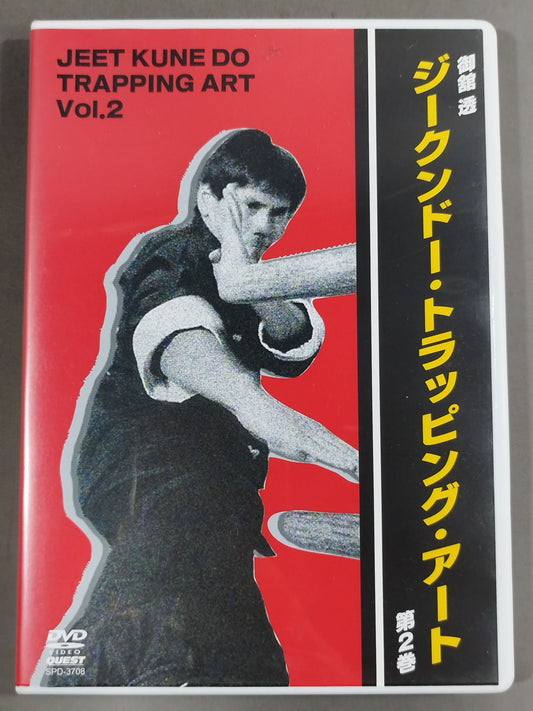 JEET KUNE DO
TRAPPING ART
Vol.2
御舘 透
ジークンドー・トラッピング・アート
第2巻
DVD
VIDEO
QUEST
SPD-3708